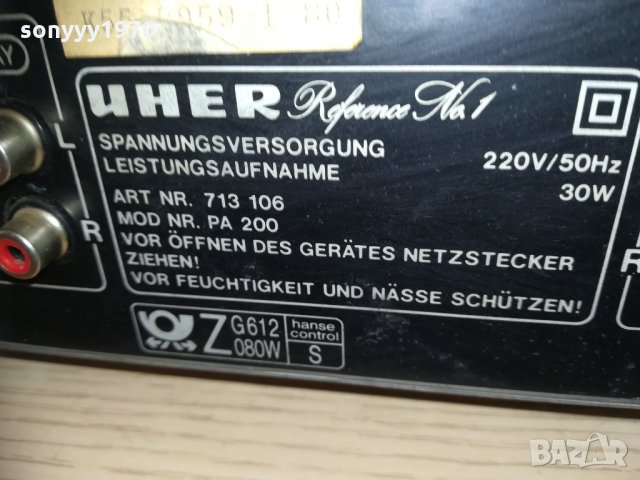 sonyyy1970
UHER Reference No. 1
SPANNUNGSVERSORGUNG 220V/50Hz
LEISTUNGSAUFNAHME 30W
ART NR. 713 106
MOD NR. PA 200
VOR ÖFFNEN DES GERÄTES NETZSTECKER
ZIEHEN!
VOR FEUCHTIGKEIT UND NÄSSE SCHÜTZEN!
L
R
R
Z G612 080W
hanse control
S
BAZAR